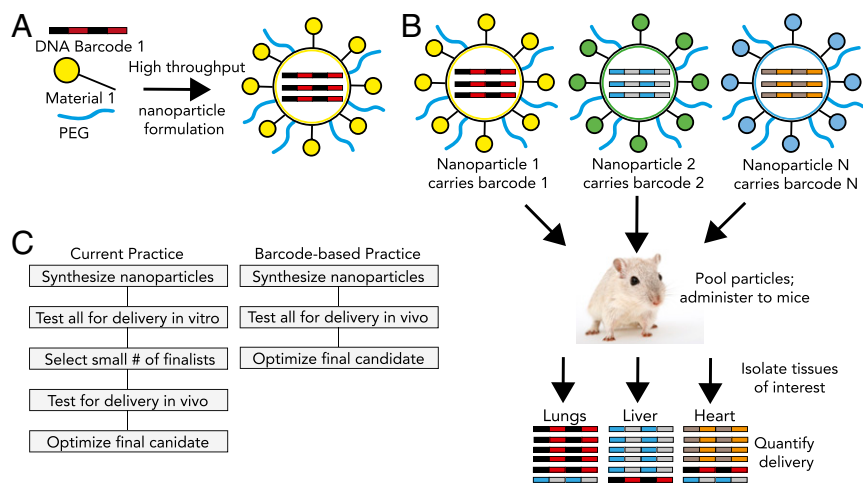 A
DNA Barcode 1
Material 1
PEG
High throughput
nanoparticle
formulation
B
Nanoparticle 1
carries barcode 1
Nanoparticle 2
carries barcode 2
Nanoparticle N
carries barcode N
Pool particles;
administer to mice
Isolate tissues
of interest
Lungs
Liver
Heart
Quantify
delivery
C
Current Practice
Synthesize nanoparticles
Test all for delivery in vitro
Select small # of finalists
Test for delivery in vivo
Optimize final canidate
Barcode-based Practice
Synthesize nanoparticles
Test all for delivery in vivo
Optimize final candidate